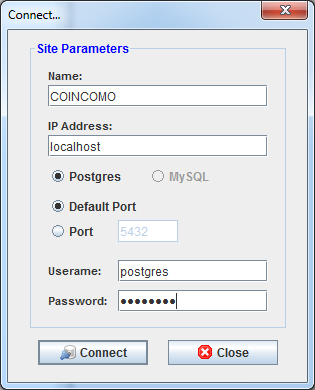 Connect...
Site Parameters
Name:
COINCOMO
IP Address:
localhost
Postgres MySQL
Default Port
Port 5432
Userame: postgres
Password: ●●●●●●●●
Connect Close